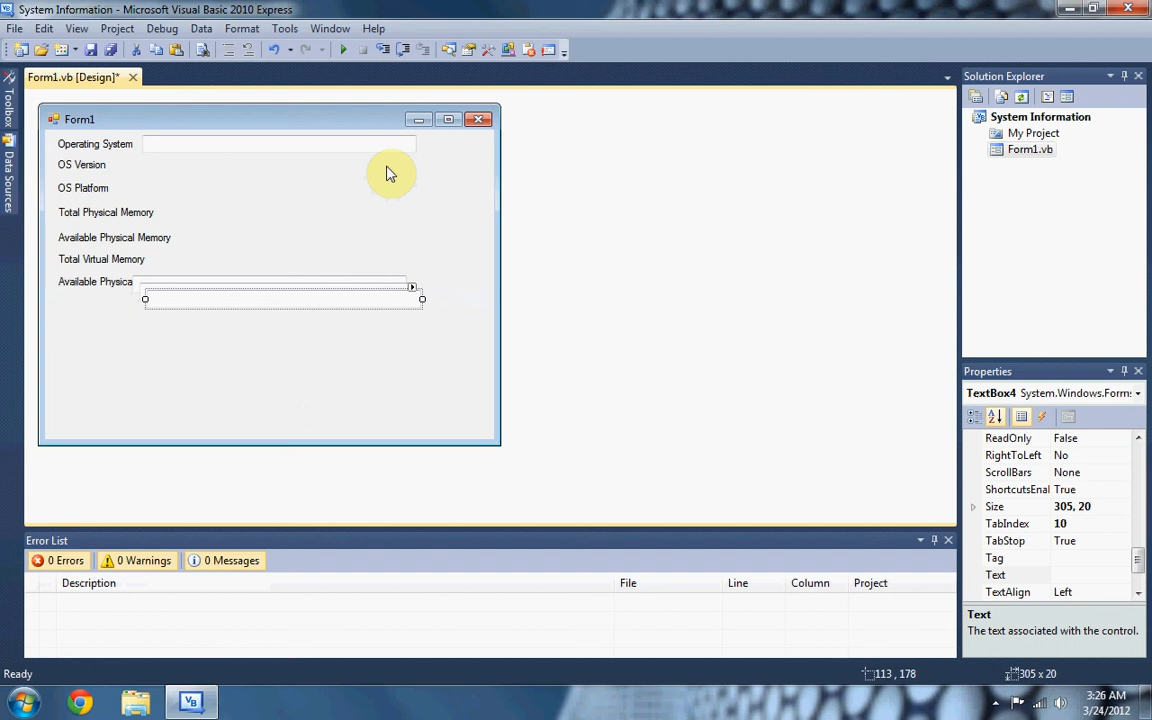 System Information - Microsoft Visual Basic 2010 Express
File Edit View Project Debug Data Format Tools Window Help
Form1.vb [Design]*
Solution Explorer
Toolbox
Data Sources
Form1
Operating System
OS Version
OS Platform
Total Physical Memory
Available Physical Memory
Total Virtual Memory
Available Physica
System Information
My Project
Form1.vb
Properties
TextBox4 System.Windows.Forms
ReadOnly False
RightToLeft No
ScrollBars None
ShortcutsEnal True
Size 305, 20
TabIndex 10
TabStop True
Tag
Text
TextAlign Left
Text
The text associated with the control.
Error List
0 Errors 0 Warnings 0 Messages
Description File Line Column Project
Ready 113 , 178 305 x 20
3:26 AM
3/24/2012